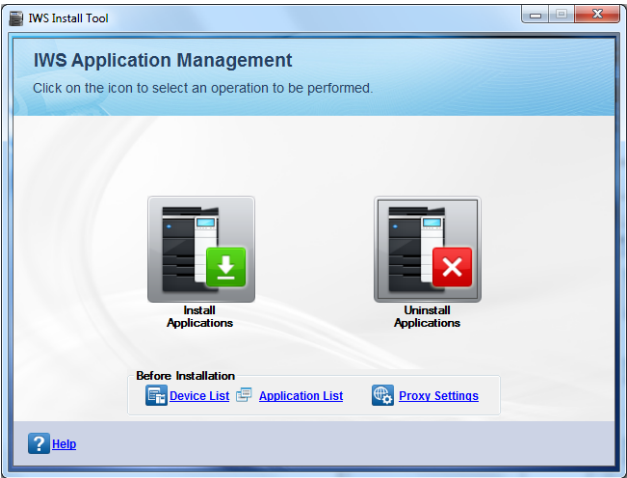 IWS Install Tool
IWS Application Management
Click on the icon to select an operation to be performed.
Install
Applications
Uninstall
Applications
Before Installation
Device List
Application List
Proxy Settings
? Help